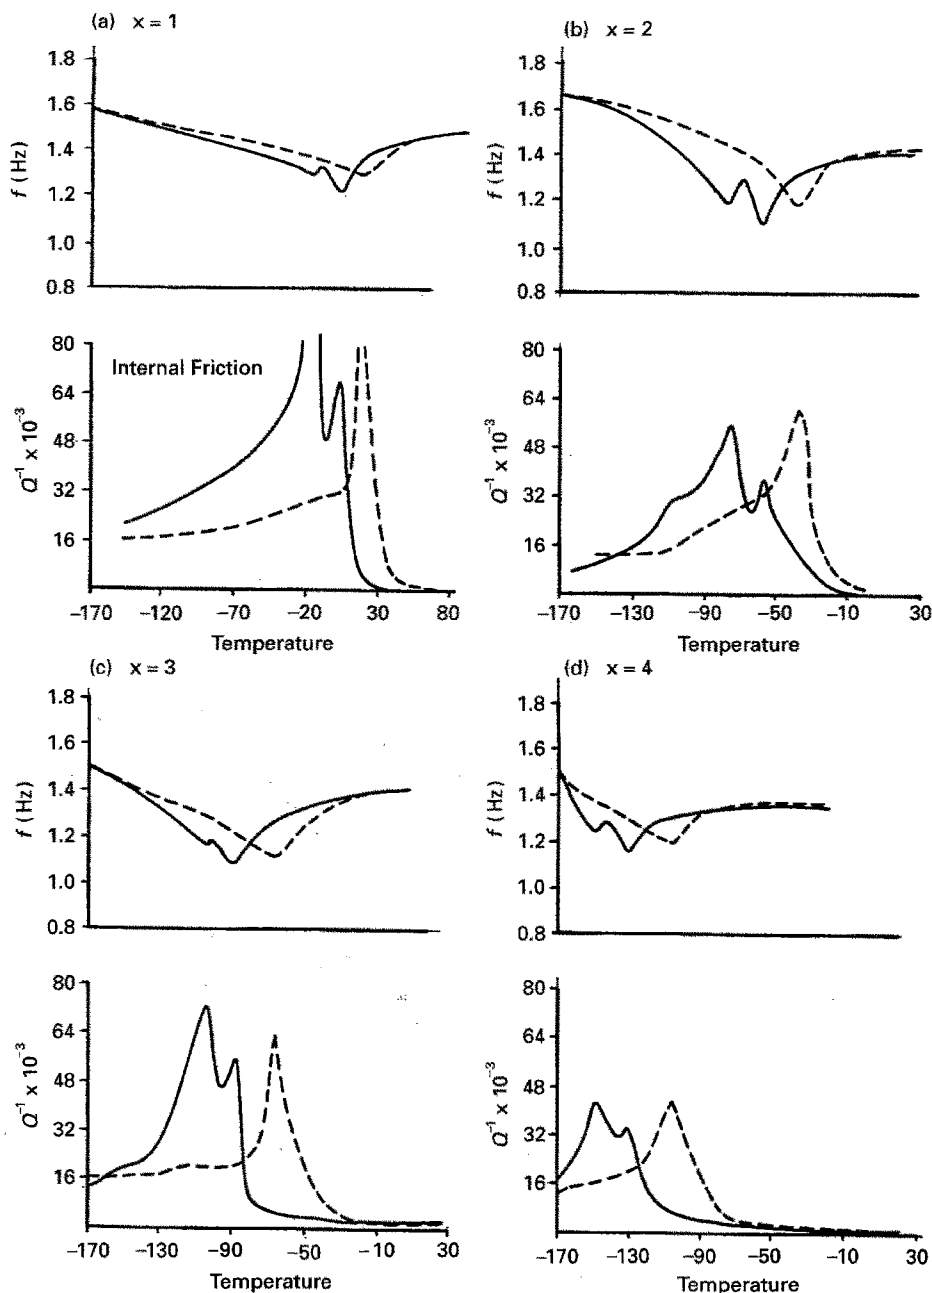 (a) x = 1
1.8
1.6
1.4
1.2
1.0
0.8
f (Hz)
80
64
48
32
16
Q⁻¹ x 10⁻³
Internal Friction
–170 –120 –70 –20 30 80
Temperature
(b) x = 2
1.8
1.6
1.4
1.2
1.0
0.8
f (Hz)
80
64
48
32
16
Q⁻¹ x 10⁻³
–170 –130 –90 –50 –10 30
Temperature
(c) x = 3
1.8
1.6
1.4
1.2
1.0
0.8
f (Hz)
80
64
48
32
16
Q⁻¹ x 10⁻³
–170 –130 –90 –50 –10 30
Temperature
(d) x = 4
1.8
1.6
1.4
1.2
1.0
0.8
f (Hz)
80
64
48
32
16
Q⁻¹ x 10⁻³
–170 –130 –90 –50 –10 30
Temperature